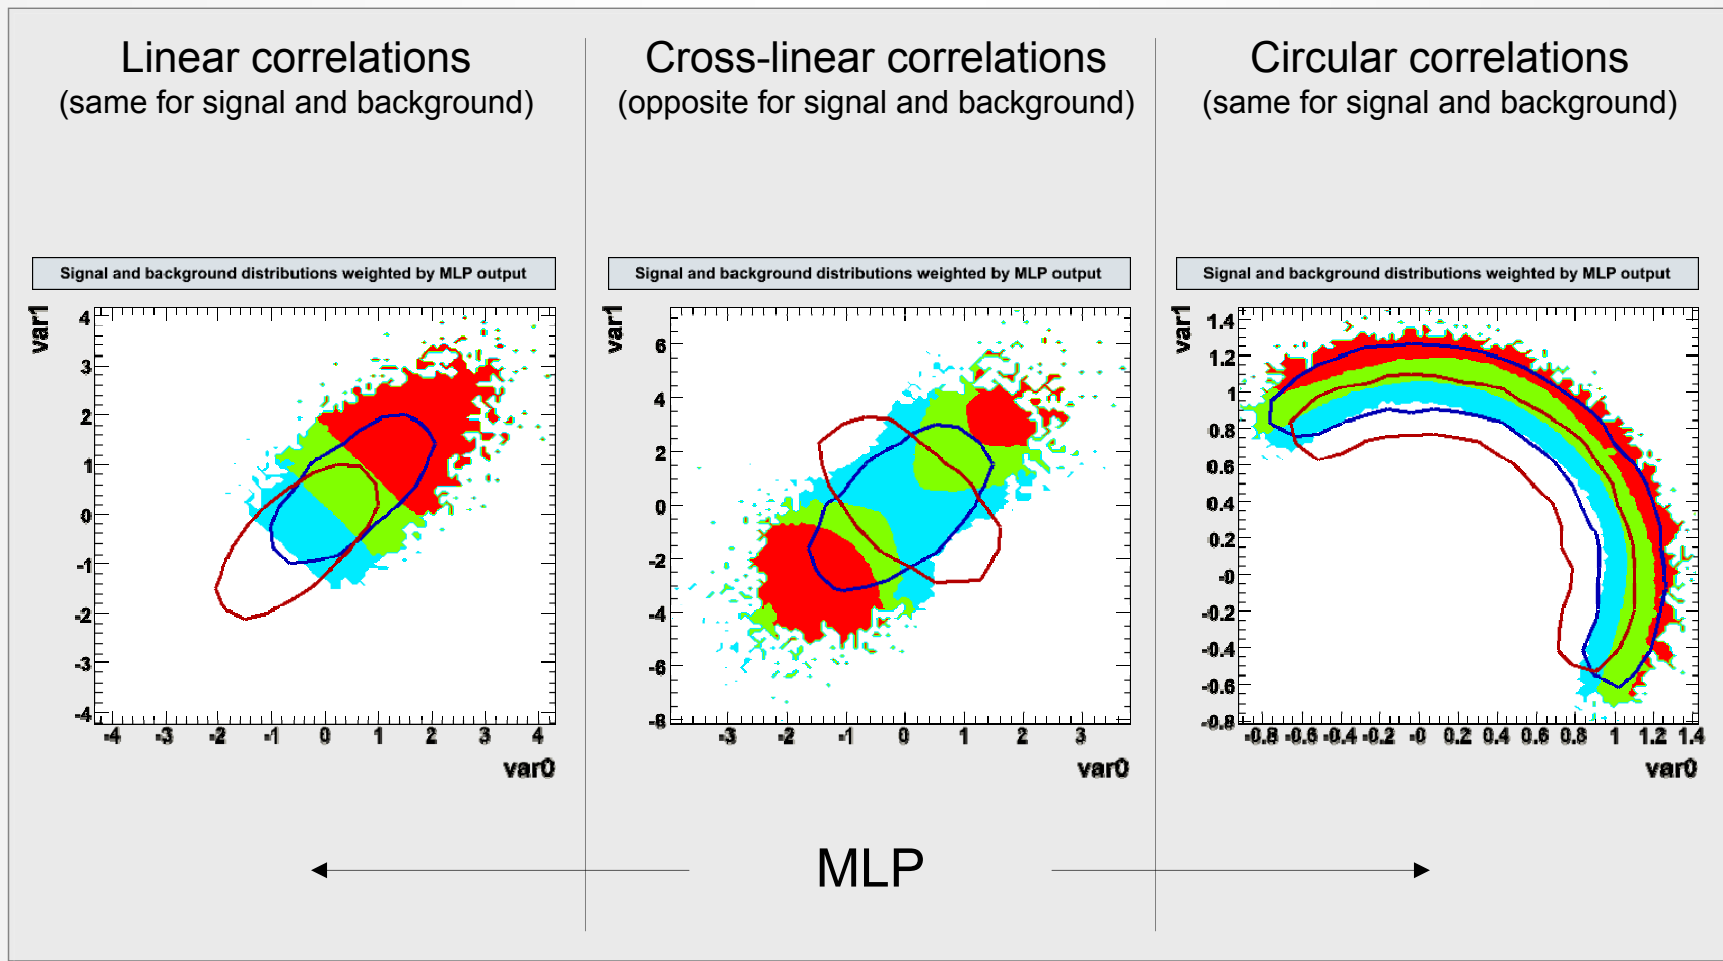 Linear correlations
(same for signal and background)
Cross-linear correlations
(opposite for signal and background)
Circular correlations
(same for signal and background)
Signal and background distributions weighted by MLP output
var1
4
3
2
1
0
-1
-2
-3
-4
-4 -3 -2 -1 0 1 2 3 4
var0
Signal and background distributions weighted by MLP output
var1
6
4
2
0
-2
-4
-6
-8
-3 -2 -1 0 1 2 3
var0
Signal and background distributions weighted by MLP output
var1
1.4
1.2
1
0.8
0.6
0.4
0.2
-0
-0.2
-0.4
-0.6
-0.8
-0.8 -0.6 -0.4 -0.2 -0 0.2 0.4 0.6 0.8 1 1.2 1.4
var0
MLP